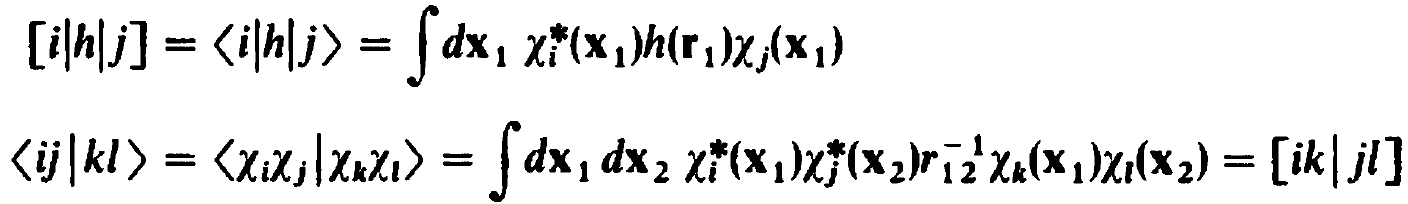 [i|h|j] = ⟨i|h|j⟩ = ∫dx₁ χᵢ*(x₁)h(r₁)χⱼ(x₁)
⟨ij|kl⟩ = ⟨χᵢχⱼ|χₖχₗ⟩ = ∫dx₁ dx₂ χᵢ*(x₁)χⱼ*(x₂)r₁₂⁻¹χₖ(x₁)χₗ(x₂) = [ik|jl]